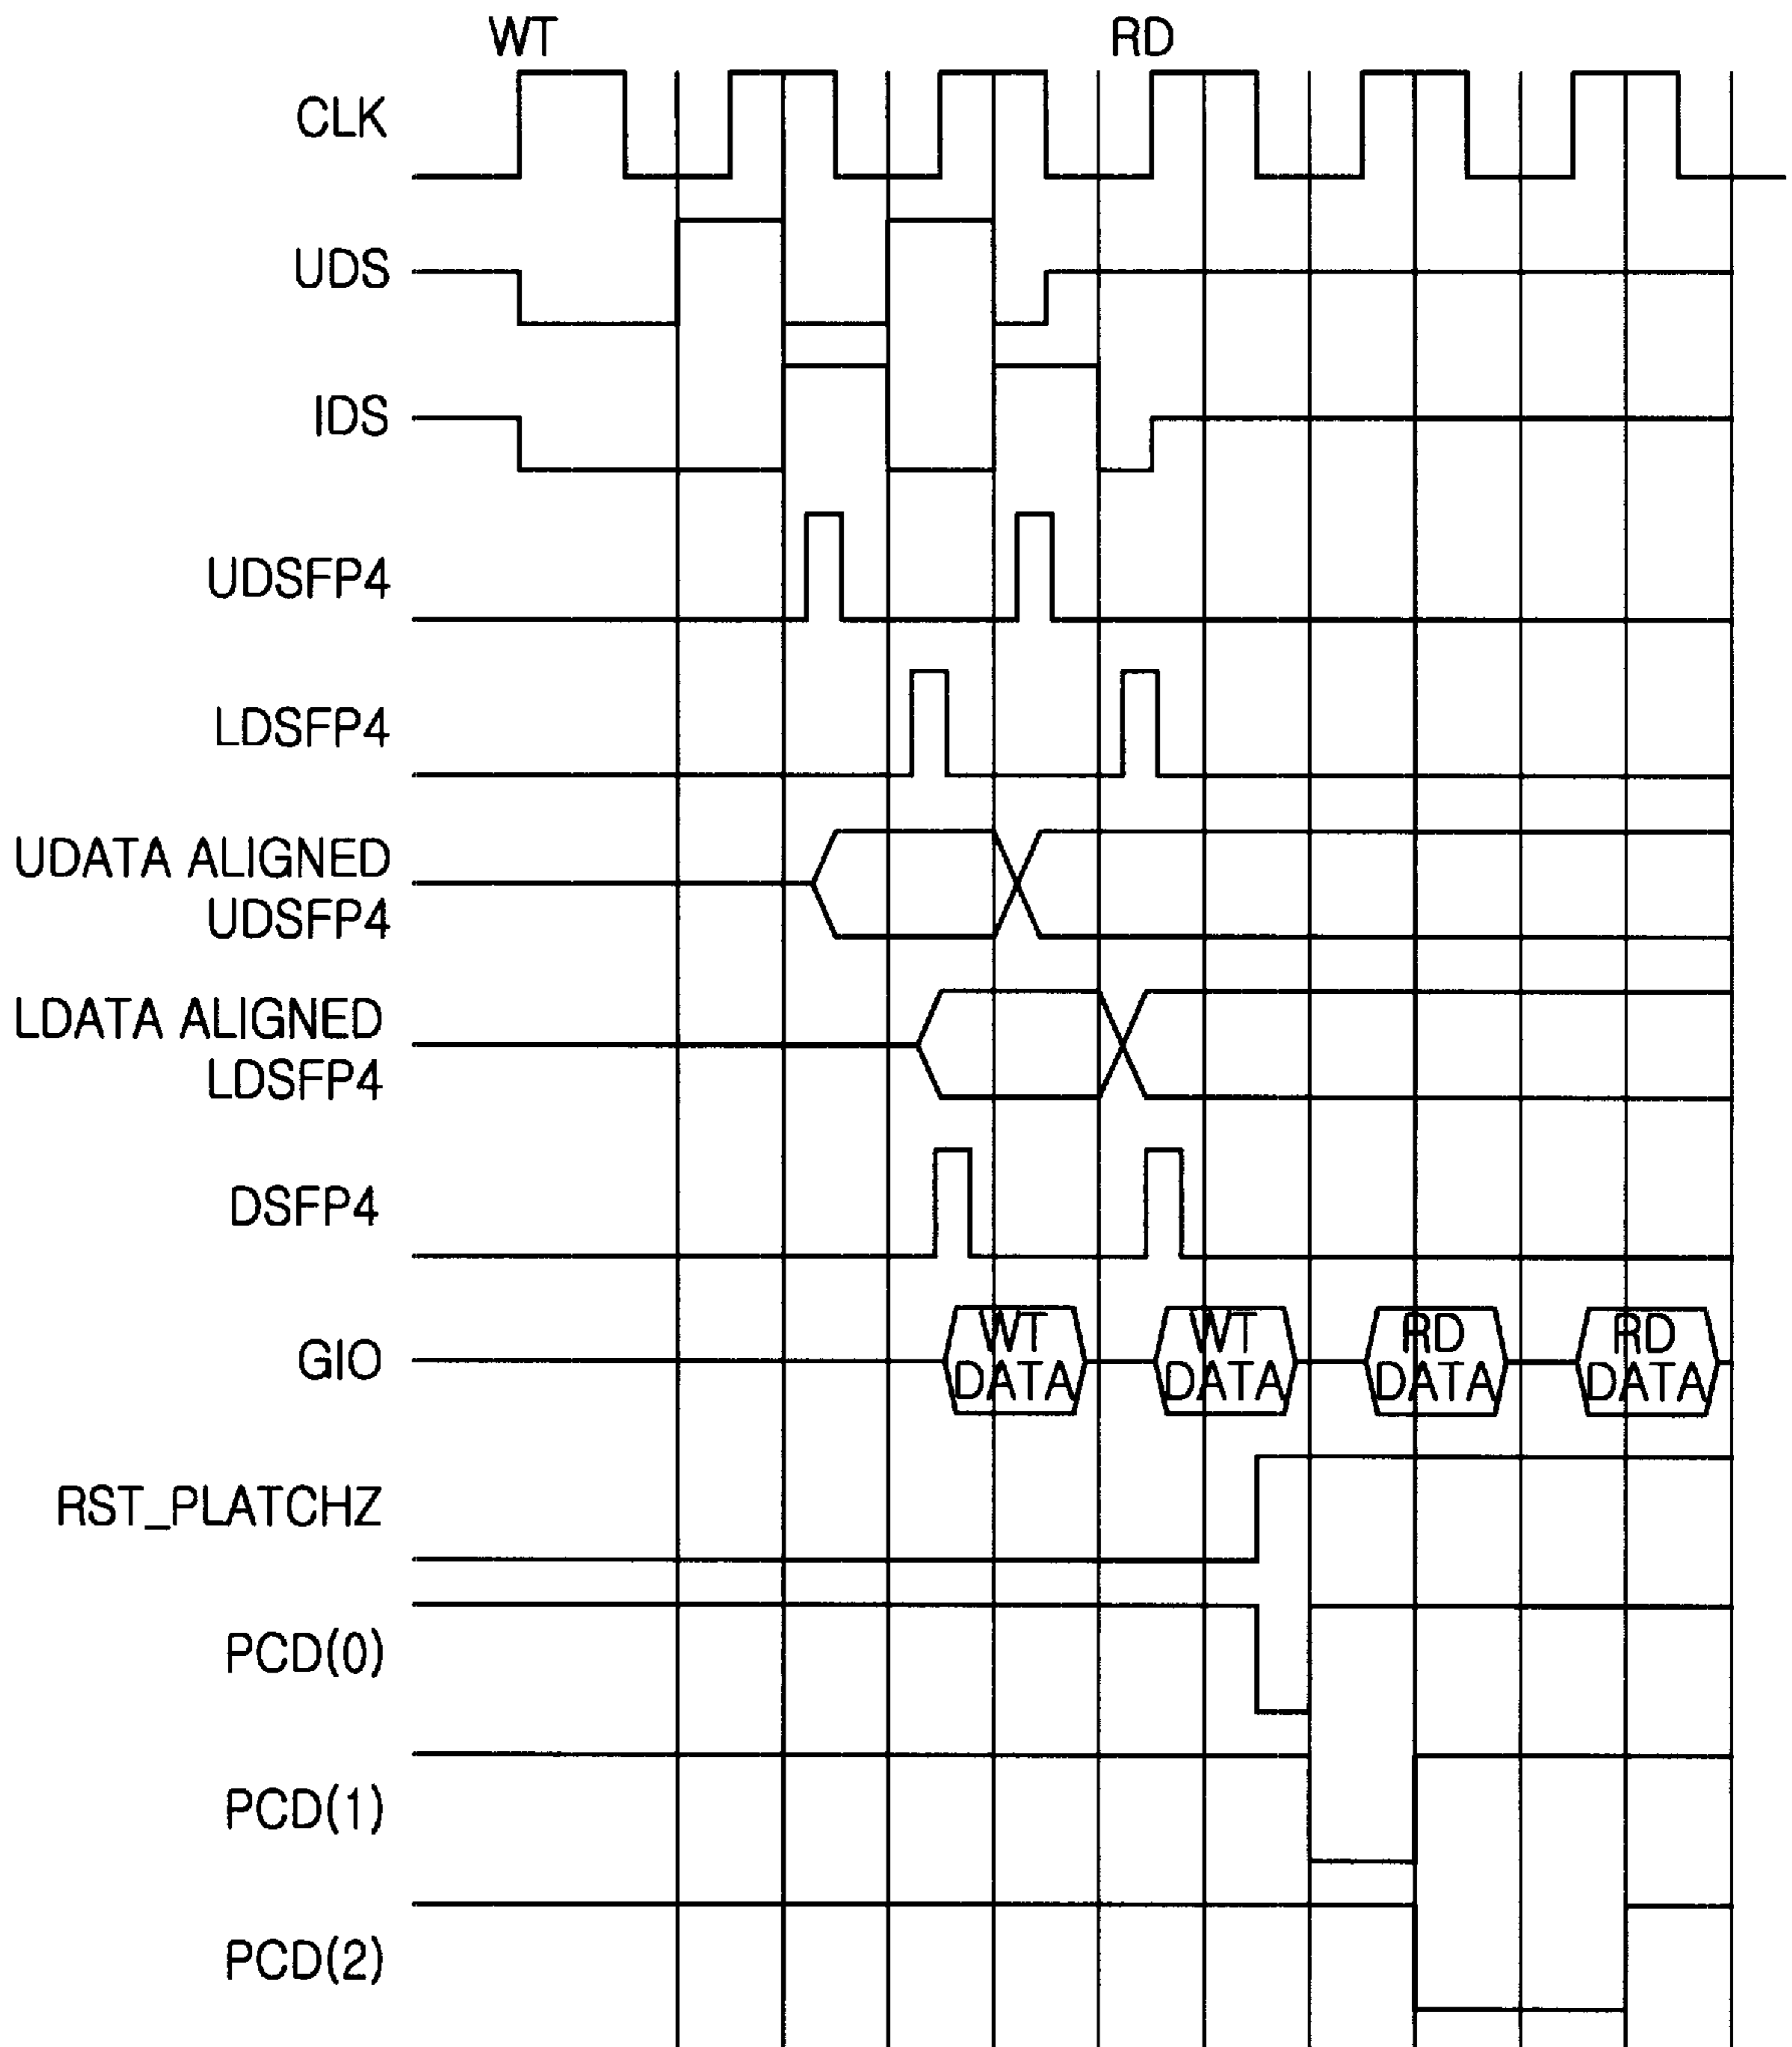 WT RD
CLK
UDS
IDS
UDSFP4
LDSFP4
UDATA ALIGNED
UDSFP4
LDATA ALIGNED
LDSFP4
DSFP4
GIO
WT WT RD RD
DATA DATA DATA DATA
RST_PLATCHZ
PCD(0)
PCD(1)
PCD(2)